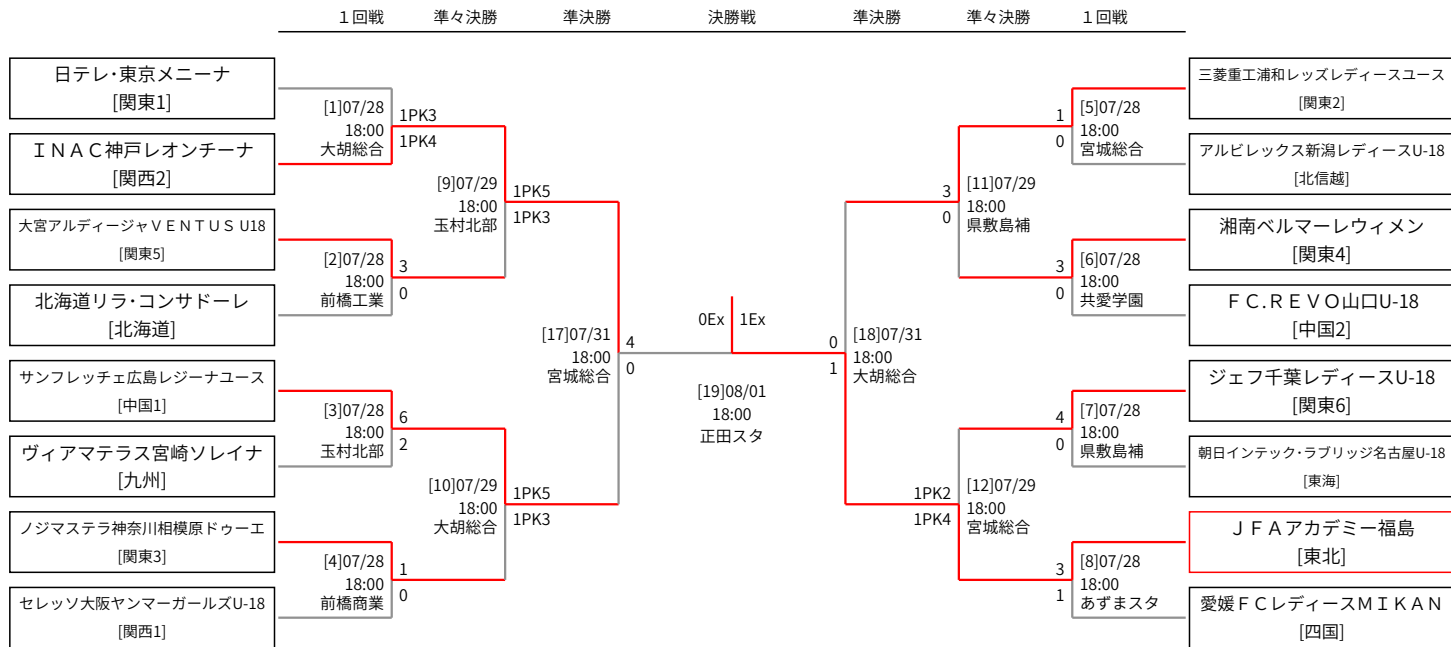 １回戦 準々決勝 準決勝 決勝戦 準決勝 準々決勝 １回戦
日テレ・東京メニーナ
[関東1]
ＩＮＡＣ神戸レオンチーナ
[関西2]
大宮アルディージャＶＥＮＴＵＳ U18
[関東5]
北海道リラ・コンサドーレ
[北海道]
サンフレッチェ広島レジーナユース
[中国1]
ヴィアマテラス宮崎ソレイナ
[九州]
ノジマステラ神奈川相模原ドゥーエ
[関東3]
セレッソ大阪ヤンマーガールズU-18
[関西1]
[1]07/28
18:00
大胡総合
1PK3
1PK4
[2]07/28
18:00
前橋工業
3
0
[3]07/28
18:00
玉村北部
6
2
[4]07/28
18:00
前橋商業
1
0
[9]07/29
18:00
玉村北部
1PK5
1PK3
[10]07/29
18:00
大胡総合
1PK5
1PK3
[17]07/31
18:00
宮城総合
4
0
0Ex
1Ex
[19]08/01
18:00
正田スタ
0
1
[18]07/31
18:00
大胡総合
3
0
[11]07/29
18:00
県敷島補
1PK2
1PK4
[12]07/29
18:00
宮城総合
1
0
[5]07/28
18:00
宮城総合
3
0
[6]07/28
18:00
共愛学園
4
0
[7]07/28
18:00
県敷島補
3
1
[8]07/28
18:00
あずまスタ
三菱重工浦和レッズレディースユース
[関東2]
アルビレックス新潟レディースU-18
[北信越]
湘南ベルマーレウィメン
[関東4]
ＦＣ.ＲＥＶＯ山口U-18
[中国2]
ジェフ千葉レディースU-18
[関東6]
朝日インテック・ラブリッジ名古屋U-18
[東海]
ＪＦＡアカデミー福島
[東北]
愛媛ＦＣレディースＭＩＫＡＮ
[四国]